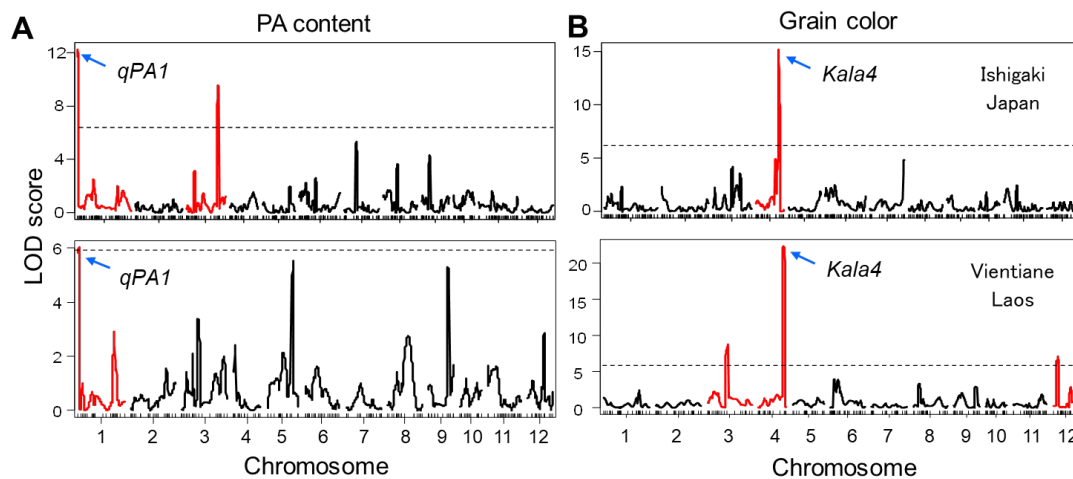 A
PA content
B
Grain color
12
8
4
0
qPA1
15
10
5
0
Kala4
Ishigaki
Japan
LOD score
6
4
2
0
qPA1
1 2 3 4 5 6 7 8 9 10 11 12
Chromosome
20
15
10
5
0
Kala4
Vientiane
Laos
1 2 3 4 5 6 7 8 9 10 11 12
Chromosome